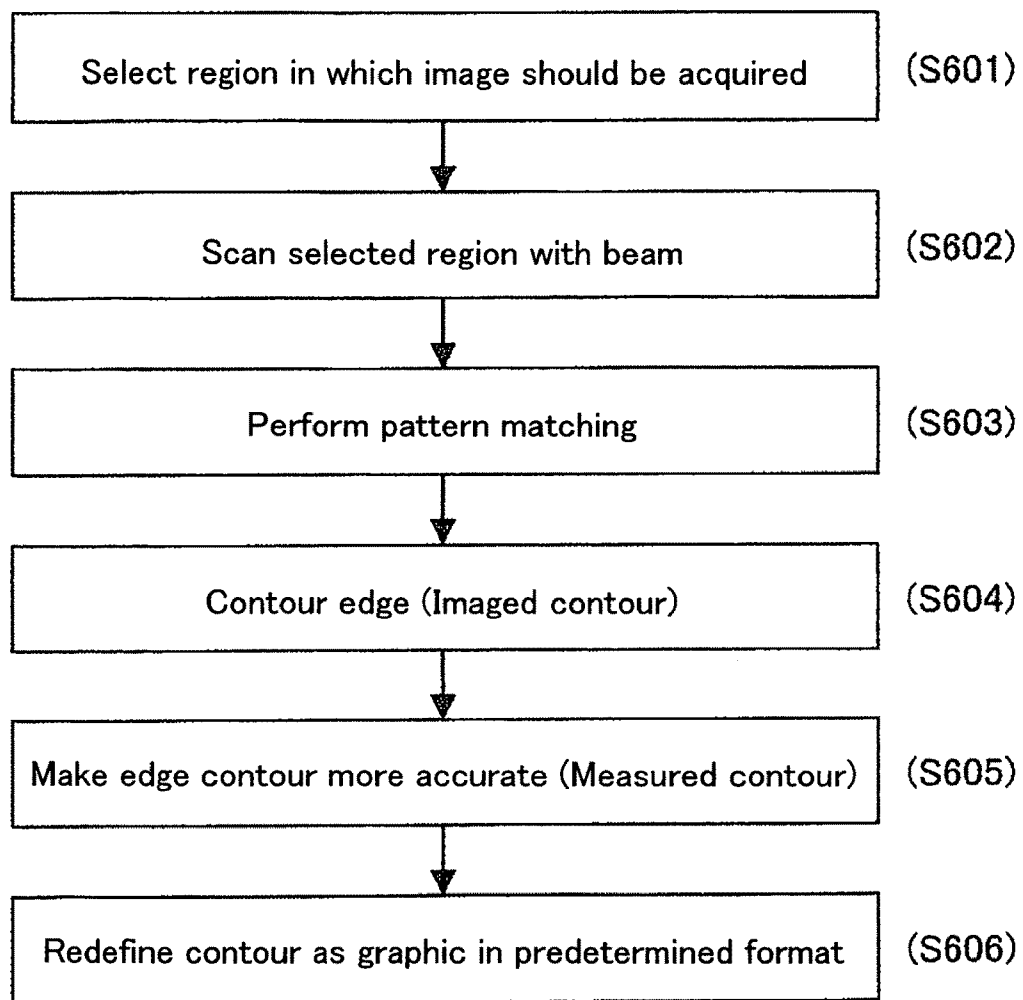 Select region in which image should be acquired (S601)
Scan selected region with beam (S602)
Perform pattern matching (S603)
Contour edge (Imaged contour) (S604)
Make edge contour more accurate (Measured contour) (S605)
Redefine contour as graphic in predetermined format (S606)